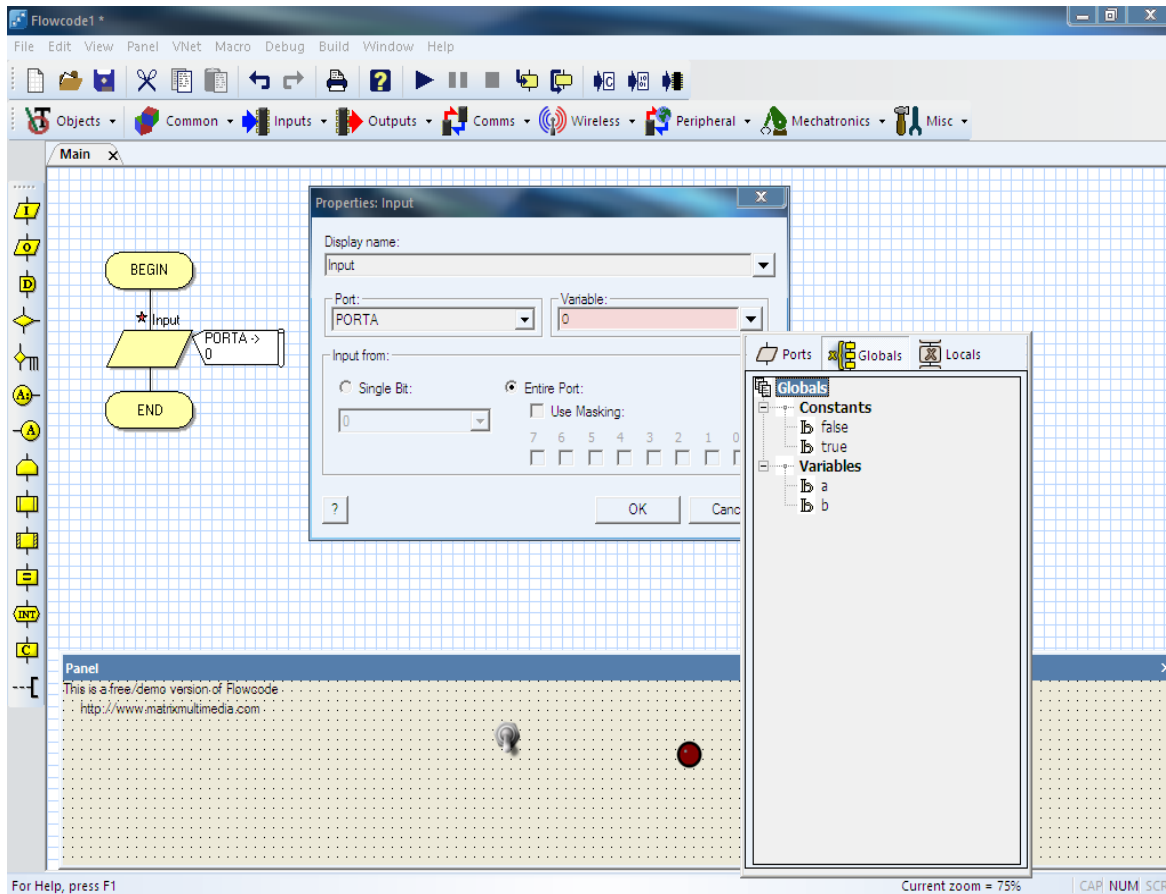 Flowcode1 *
File Edit View Panel VNet Macro Debug Build Window Help
Objects Common Inputs Outputs Comms Wireless Peripheral Mechatronics Misc
Main x
BEGIN
Input
PORTA ->
0
END
Properties: Input
Display name:
Input
Port:
PORTA
Variable:
0
Input from:
Single Bit:
0
Entire Port:
Use Masking:
7 6 5 4 3 2 1 0
?
OK
Canc
Ports Globals Locals
Globals
Constants
false
true
Variables
a
b
I
O
D
A:
A
INT
C
Panel
This is a free/demo version of Flowcode
http://www.matrixmultimedia.com
For Help, press F1
Current zoom = 75%
CAP NUM SCR